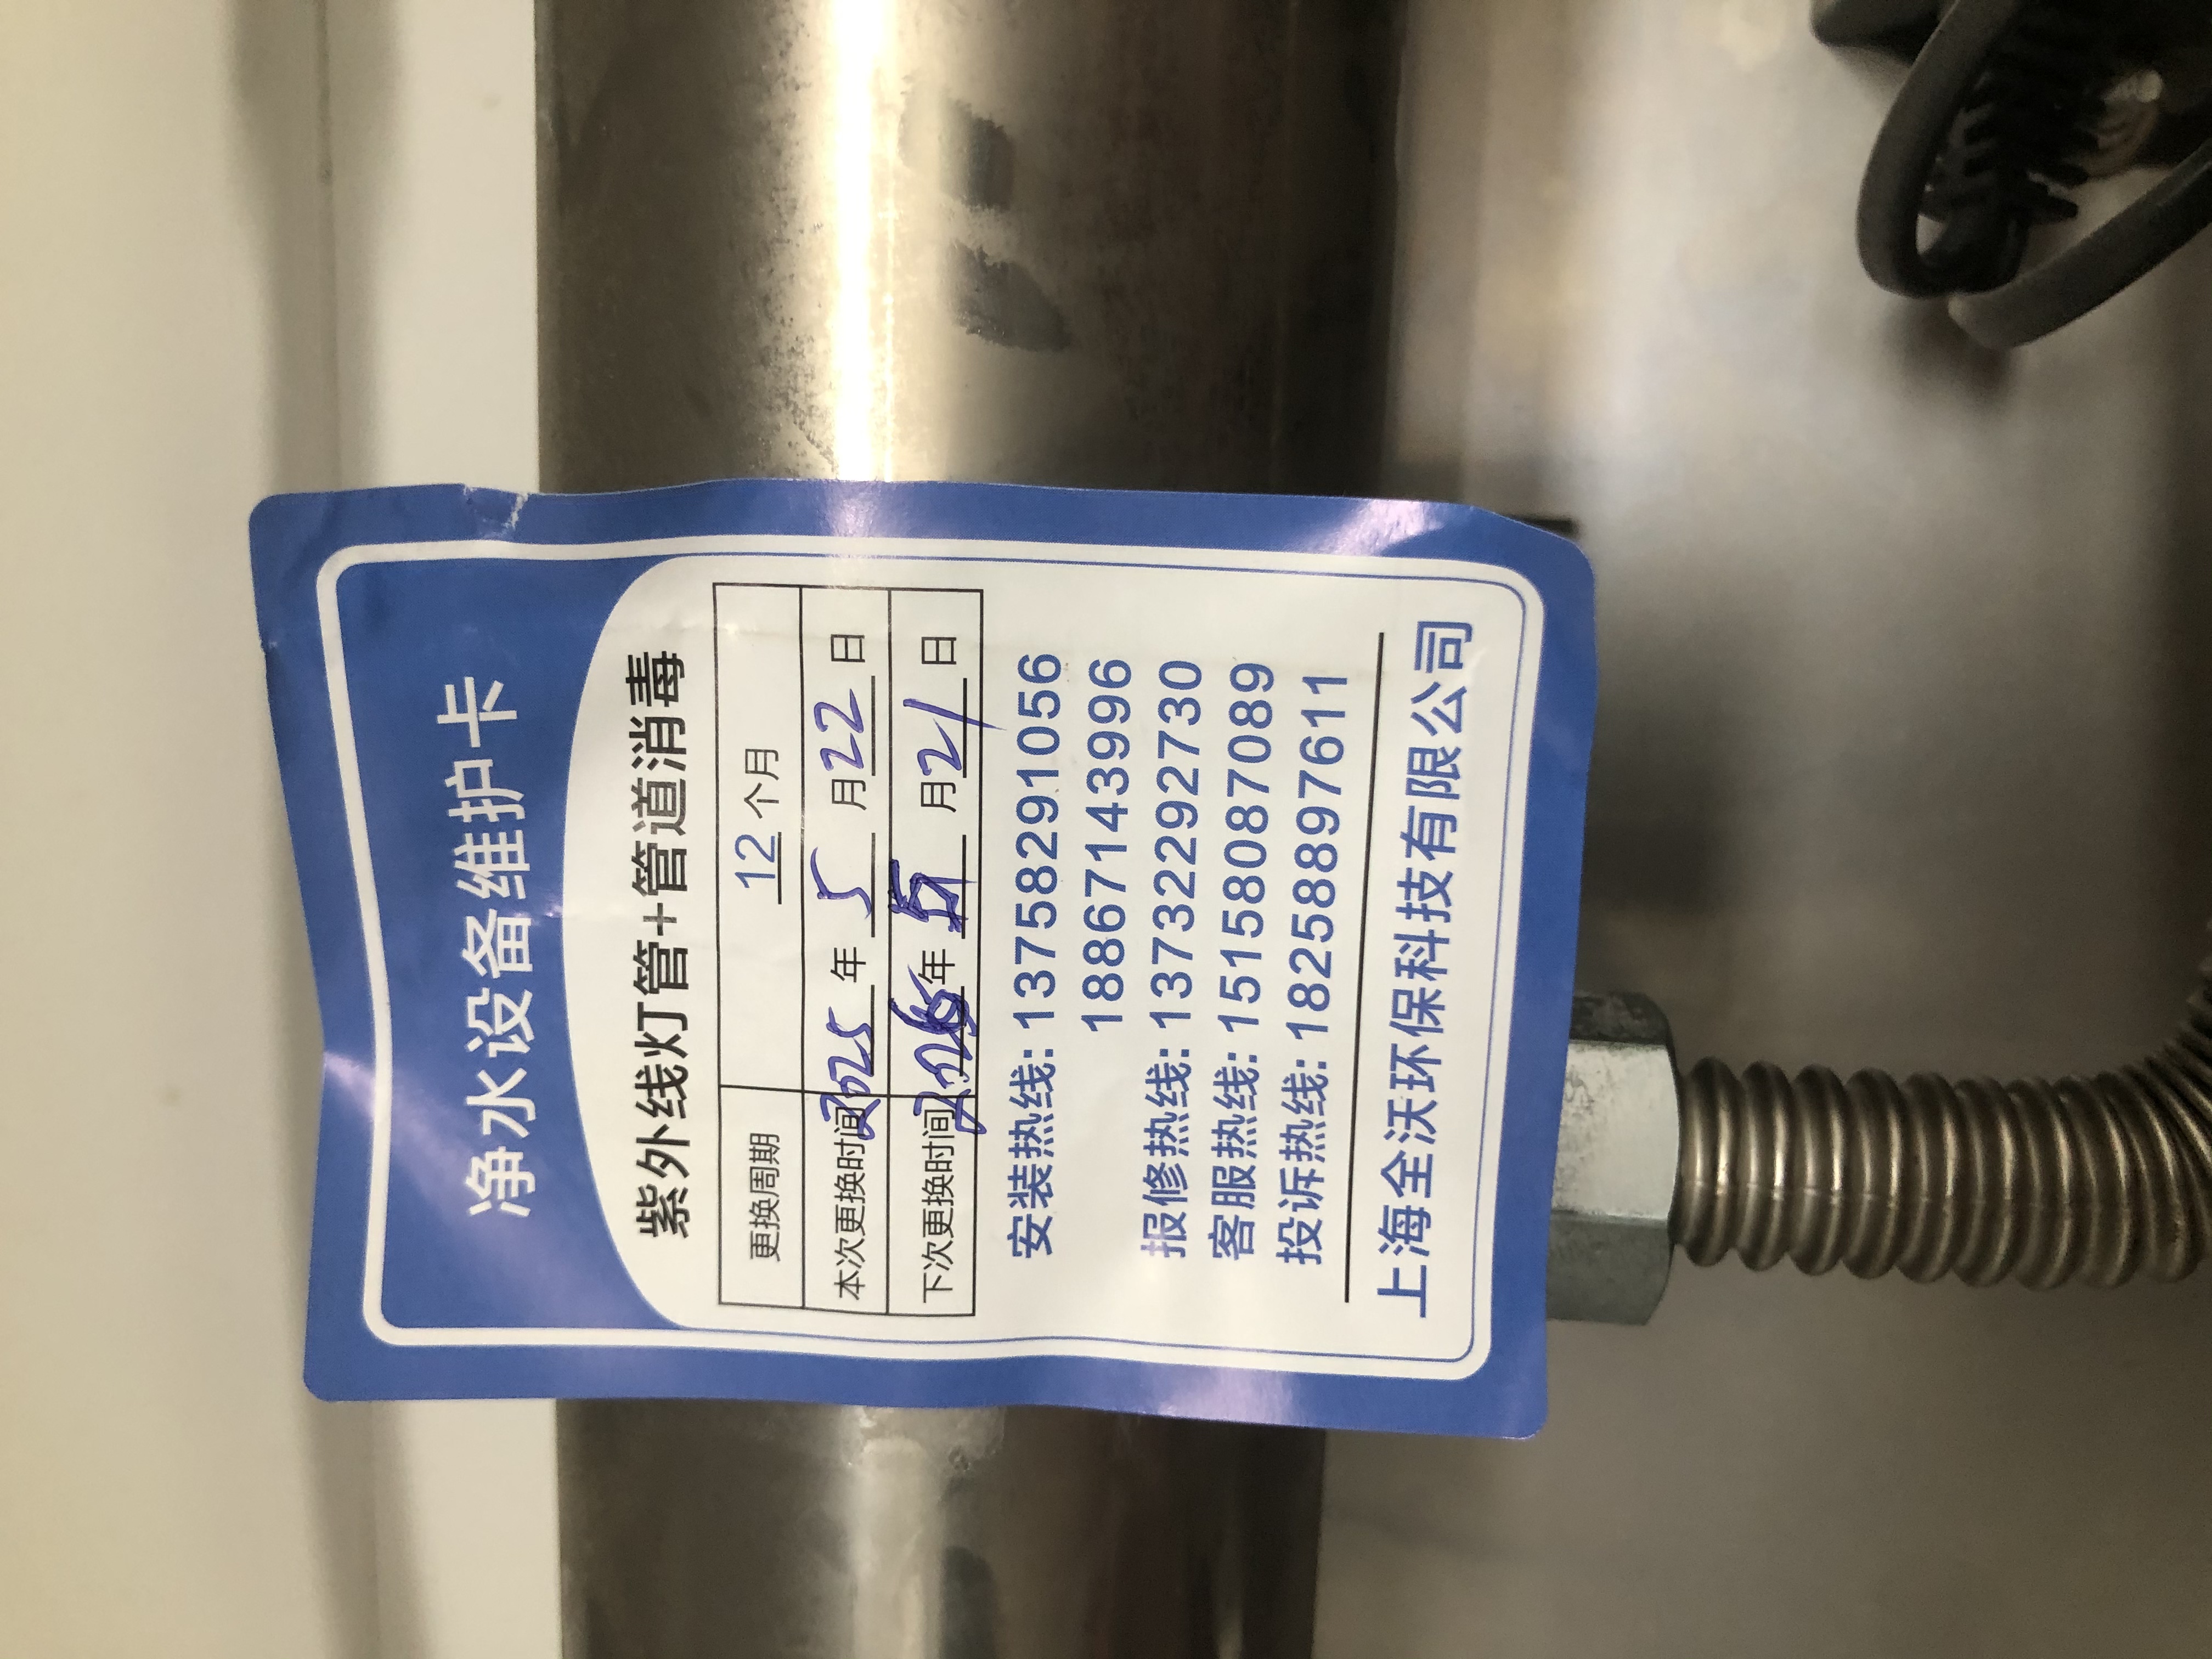 净水设备维护卡
紫外线灯管+管道消毒
更换周期 12 个月
本次更换时间 2025 年 5 月 22 日
下次更换时间 2026 年 5 月 21 日
安装热线: 13758291056
18867143996
报修热线: 13732292730
客服热线: 15158087089
投诉热线: 18258897611
上海全沃环保科技有限公司